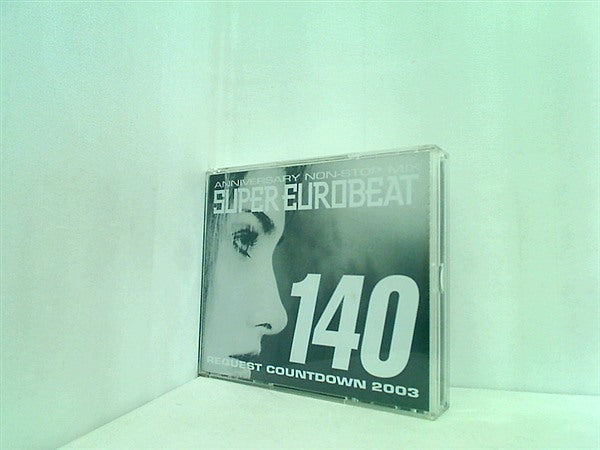 ANNIVERSARY NON-STOP MIX
SUPER EUROBEAT
140
REQUEST COUNTDOWN 2003